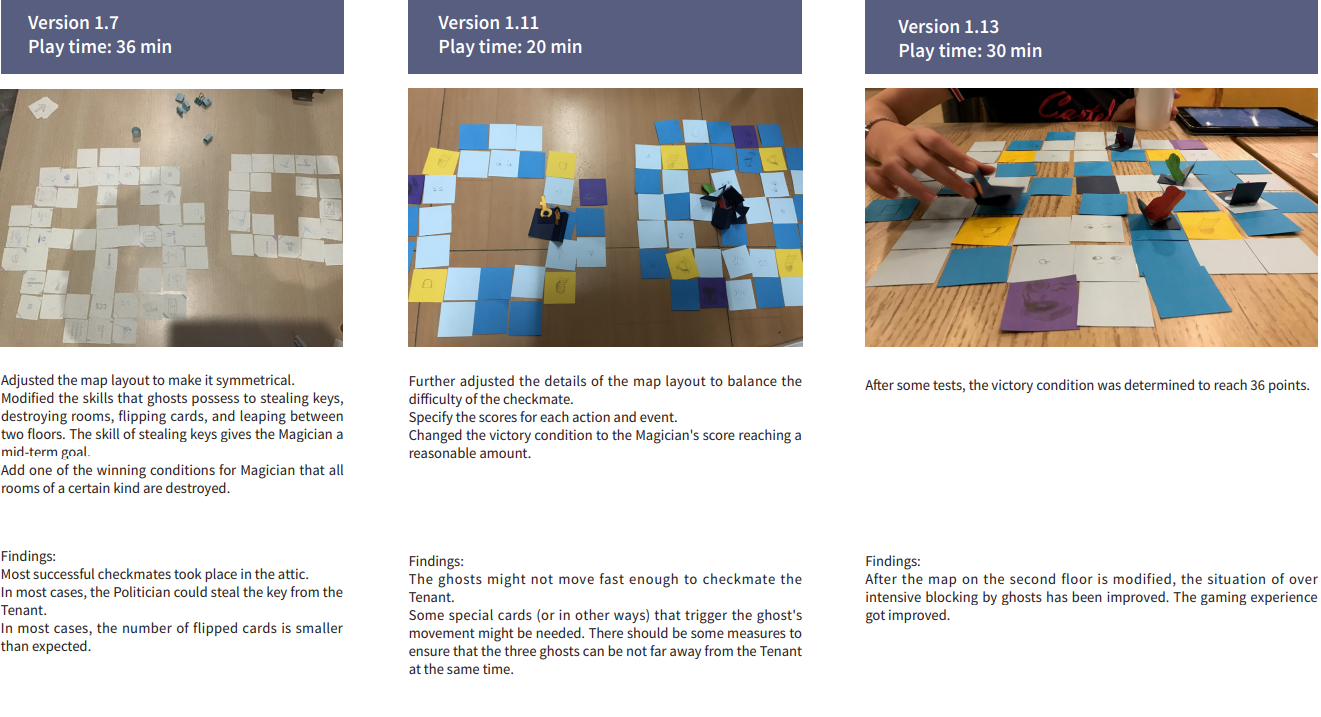 Version 1.7
Play time: 36 min
Adjusted the map layout to make it symmetrical.
Modified the skills that ghosts possess to stealing keys,
destroying rooms, flipping cards, and leaping between
two floors. The skill of stealing keys gives the Magician a
mid-term goal.
Add one of the winning conditions for Magician that all
rooms of a certain kind are destroyed.
Findings:
Most successful checkmates took place in the attic.
In most cases, the Politician could steal the key from the
Tenant.
In most cases, the number of flipped cards is smaller
than expected.
Version 1.11
Play time: 20 min
Further adjusted the details of the map layout to balance the
difficulty of the checkmate.
Specify the scores for each action and event.
Changed the victory condition to the Magician's score reaching a
reasonable amount.
Findings:
The ghosts might not move fast enough to checkmate the
Tenant.
Some special cards (or in other ways) that trigger the ghost's
movement might be needed. There should be some measures to
ensure that the three ghosts can be not far away from the Tenant
at the same time.
Version 1.13
Play time: 30 min
After some tests, the victory condition was determined to reach 36 points.
Findings:
After the map on the second floor is modified, the situation of over
intensive blocking by ghosts has been improved. The gaming experience
got improved.